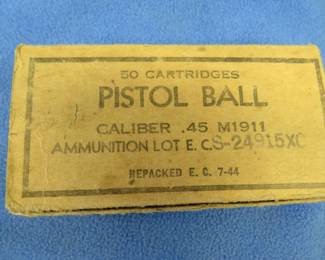 50 CARTRIDGES
PISTOL BALL
CALIBER .45 M1911
AMMUNITION LOT E. C. S-24915XC
REPACKED E. C. 7-44